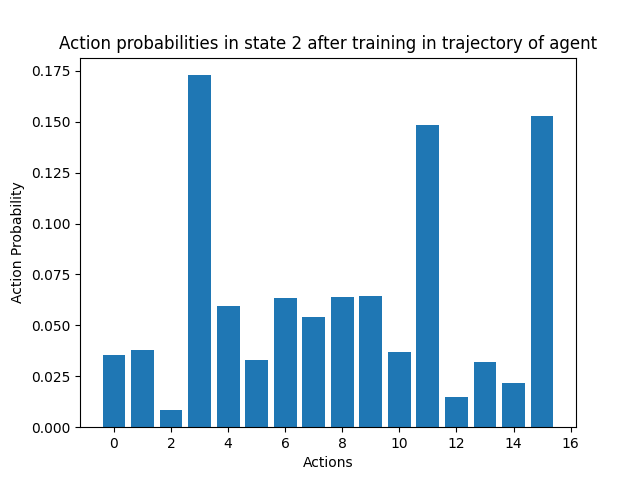 Action probabilities in state 2 after training in trajectory of agent
0.175
0.150
0.125
0.100
0.075
0.050
0.025
0.000
Action Probability
0 2 4 6 8 10 12 14 16
Actions